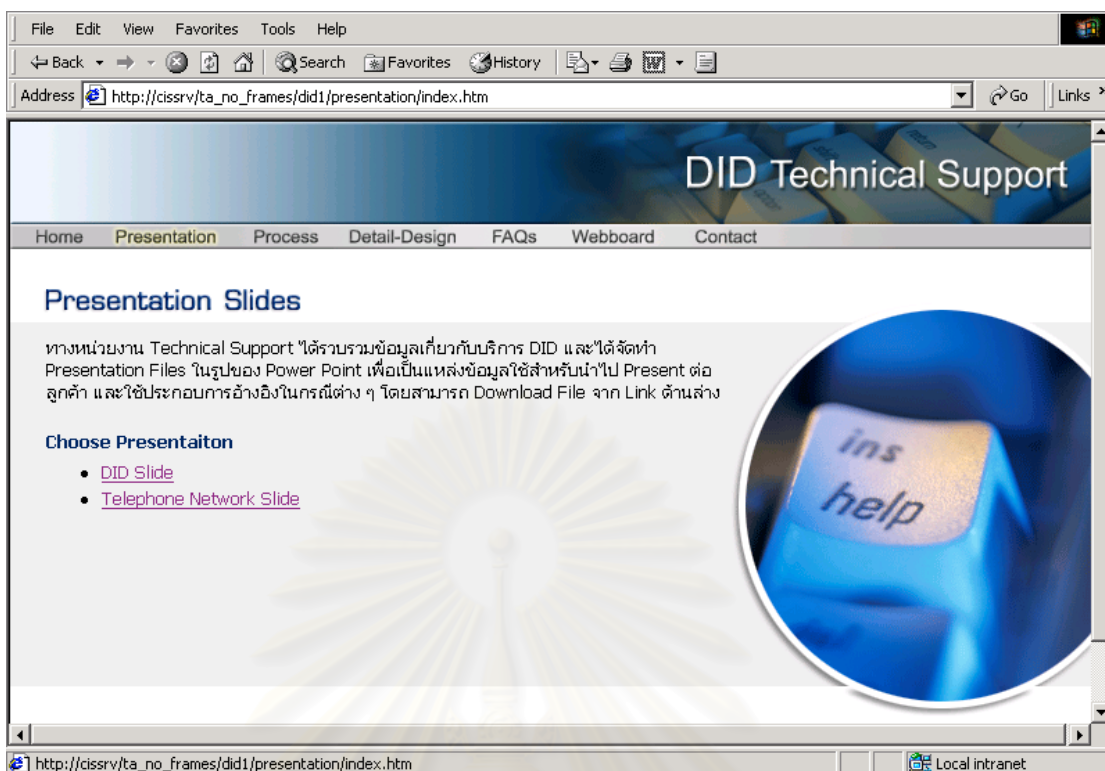 File Edit View Favorites Tools Help
Back Search Favorites History
Address http://cissrv/ta_no_frames/did1/presentation/index.htm Go Links »
DID Technical Support
Home Presentation Process Detail-Design FAQs Webboard Contact
Presentation Slides
ทางหน่วยงาน Technical Support ได้รวบรวมข้อมูลเกี่ยวกับบริการ DID และได้จัดทำ
Presentation Files ในรูปของ Power Point เพื่อเป็นแหล่งข้อมูลใช้สำหรับนำไป Present ต่อ
ลูกค้า และใช้ประกอบการอ้างอิงในกรณีต่าง ๆ โดยสามารถ Download File จาก Link ด้านล่าง
Choose Presentaiton
• DID Slide
• Telephone Network Slide
ins
help
http://cissrv/ta_no_frames/did1/presentation/index.htm Local intranet